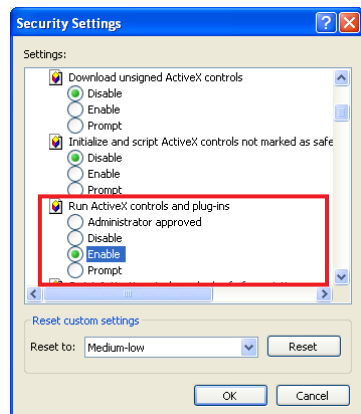 Security Settings
Settings:
Download unsigned ActiveX controls
Disable
Enable
Prompt
Initialize and script ActiveX controls not marked as safe
Disable
Enable
Prompt
Run ActiveX controls and plug-ins
Administrator approved
Disable
Enable
Prompt
Reset custom settings
Reset to: Medium-low Reset
OK Cancel